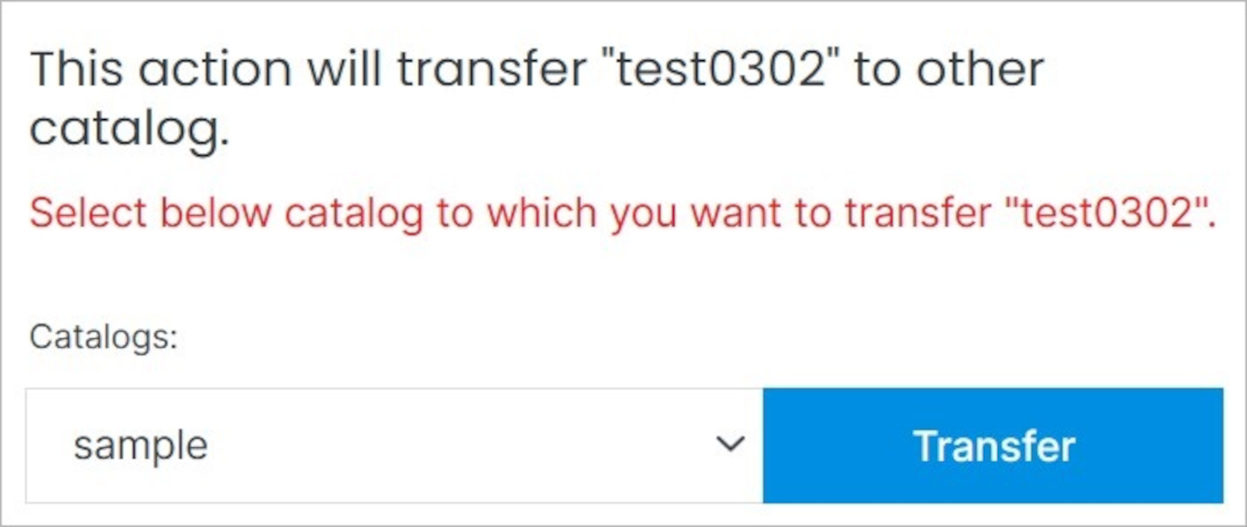 This action will transfer "test0302" to other
catalog.
Select below catalog to which you want to transfer "test0302".
Catalogs:
sample
Transfer